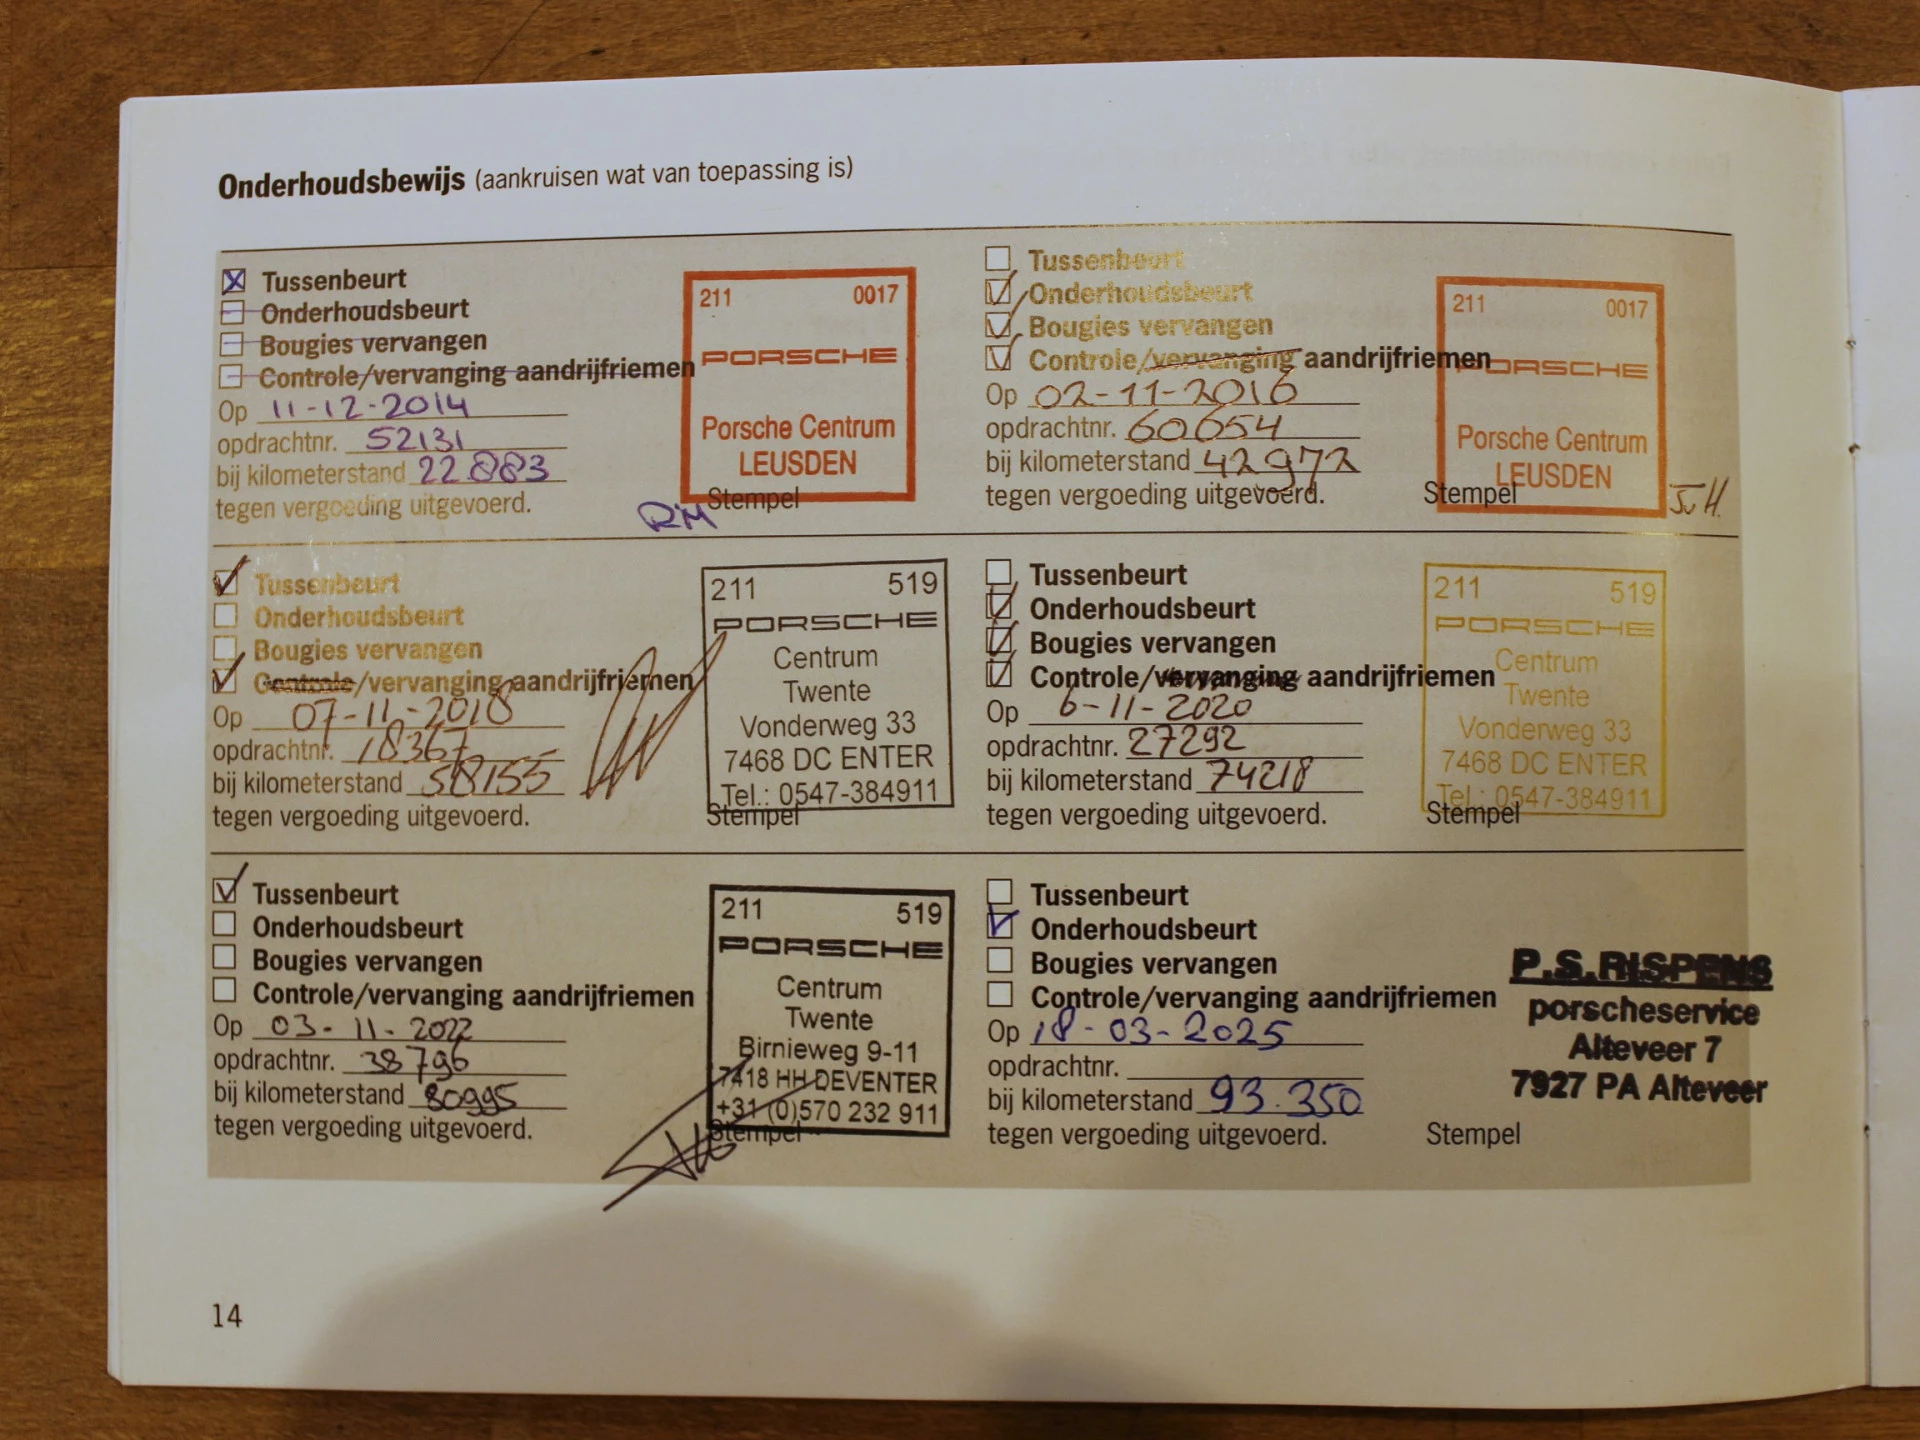 Onderhoudsbewijs (aankruisen wat van toepassing is)
Tussenbeurt
Onderhoudsbeurt
Bougies vervangen
Controle/vervanging aandrijfriemen
Op 11-12-2014
opdrachtnr. 52131
bij kilometerstand 22883
tegen vergoeding uitgevoerd.
RM
Stempel
211 0017
PORSCHE
Porsche Centrum
LEUSDEN
Tussenbeurt
Onderhoudsbeurt
Bougies vervangen
Controle/vervanging aandrijfriemen
Op 02-11-2016
opdrachtnr. 60654
bij kilometerstand 42972
tegen vergoeding uitgevoerd.
Stempel
211 0017
PORSCHE
Porsche Centrum
LEUSDEN
JvH.
Tussenbeurt
Onderhoudsbeurt
Bougies vervangen
Controle/vervanging aandrijfriemen
Op 07-11-2018
opdrachtnr. 18367
bij kilometerstand 58155
tegen vergoeding uitgevoerd.
Stempel
211 519
PORSCHE
Centrum
Twente
Vonderweg 33
7468 DC ENTER
Tel.: 0547-384911
Tussenbeurt
Onderhoudsbeurt
Bougies vervangen
Controle/vervanging aandrijfriemen
Op 6-11-2020
opdrachtnr. 27292
bij kilometerstand 74218
tegen vergoeding uitgevoerd.
Stempel
211 519
PORSCHE
Centrum
Twente
Vonderweg 33
7468 DC ENTER
Tel.: 0547-384911
Tussenbeurt
Onderhoudsbeurt
Bougies vervangen
Controle/vervanging aandrijfriemen
Op 03-11-2022
opdrachtnr. 38796
bij kilometerstand 80995
tegen vergoeding uitgevoerd.
Stempel
211 519
PORSCHE
Centrum
Twente
Birnieweg 9-11
7418 HH DEVENTER
+31 (0)570 232 911
Tussenbeurt
Onderhoudsbeurt
Bougies vervangen
Controle/vervanging aandrijfriemen
Op 18-03-2025
opdrachtnr.
bij kilometerstand 93.350
tegen vergoeding uitgevoerd.
Stempel
P.S.RISPENS
porscheservice
Alteveer 7
7927 PA Alteveer
14